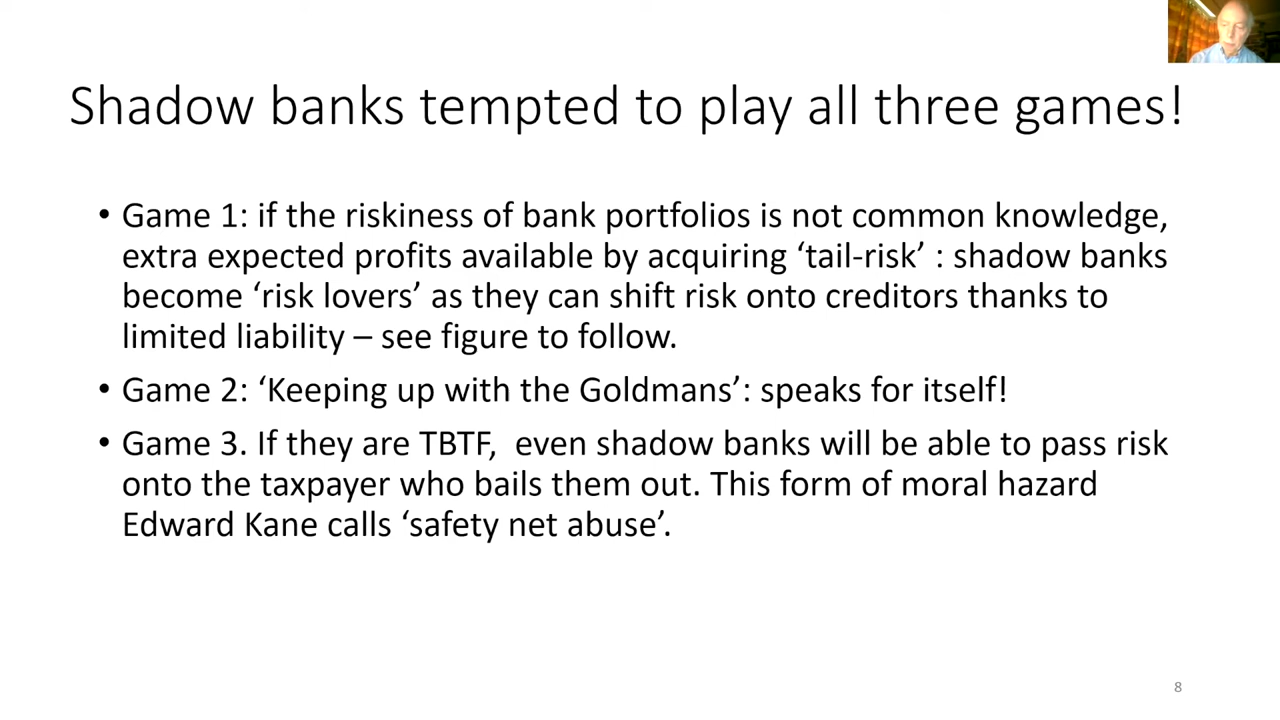 Shadow banks tempted to play all three games!
• Game 1: if the riskiness of bank portfolios is not common knowledge,
extra expected profits available by acquiring ‘tail-risk’ : shadow banks
become ‘risk lovers’ as they can shift risk onto creditors thanks to
limited liability – see figure to follow.
• Game 2: ‘Keeping up with the Goldmans’: speaks for itself!
• Game 3. If they are TBTF,  even shadow banks will be able to pass risk
onto the taxpayer who bails them out. This form of moral hazard
Edward Kane calls ‘safety net abuse’.
8